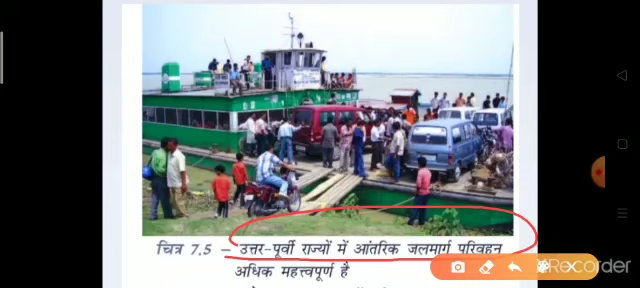 चित्र 7.5 – उत्तर-पूर्वी राज्यों में आंतरिक जलमार्ग परिवहन
अधिक महत्त्वपूर्ण है
Recorder